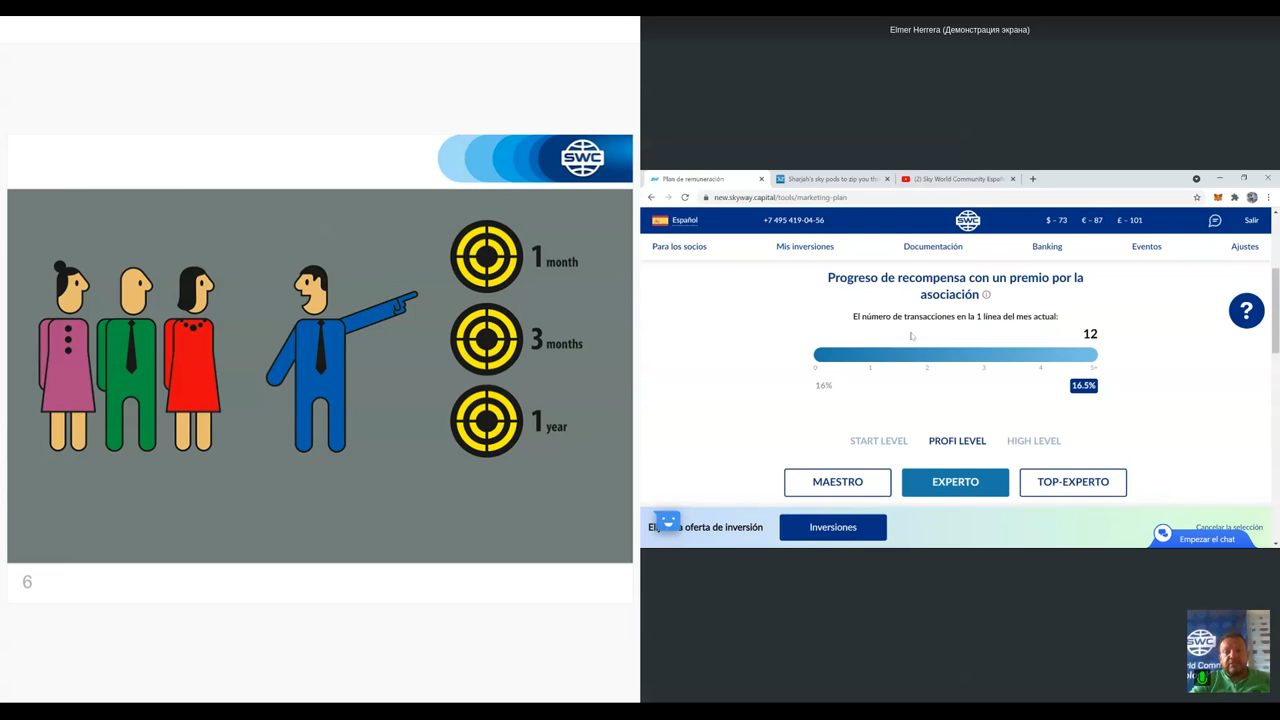 Elmer Herrera (Демонстрация экрана)
SWC
1 month
3 months
1 year
6
Plan de remuneración
Sharjah's sky pods to zip you th
(2) Sky World Community Españ
new.skyway.capital/tools/marketing-plan
Español
+7 495 419-04-56
$ – 73
€ – 87
£ – 101
Salir
Para los socios
Mis inversiones
Documentación
Banking
Eventos
Ajustes
Progreso de recompensa con un premio por la
asociación
?
El número de transacciones en la 1 línea del mes actual:
12
0 1 2 3 4 5+
16%
16.5%
START LEVEL
PROFI LEVEL
HIGH LEVEL
MAESTRO
EXPERTO
TOP-EXPERTO
oferta de inversión
Inversiones
Cancelar la selección
Empezar el chat
SWC